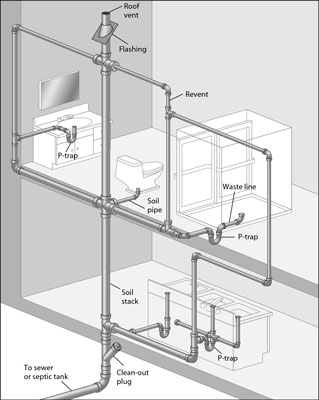 Roof
vent
Flashing
Revent
P-trap
Waste line
Soil
pipe
P-trap
Soil
stack
P-trap
To sewer
or septic tank
Clean-out
plug